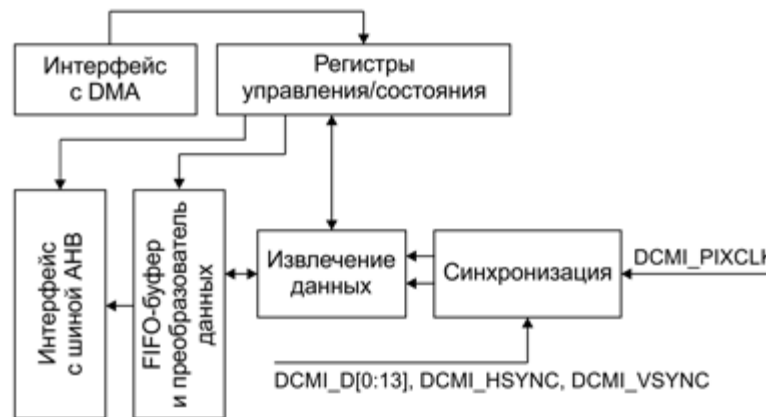 Интерфейс
с DMA
Регистры
управления/состояния
Интерфейс
с шиной AHB
FIFO-буфер
и преобразователь
данных
Извлечение
данных
Синхронизация
DCMI_PIXCLK
DCMI_D[0:13], DCMI_HSYNC, DCMI_VSYNC